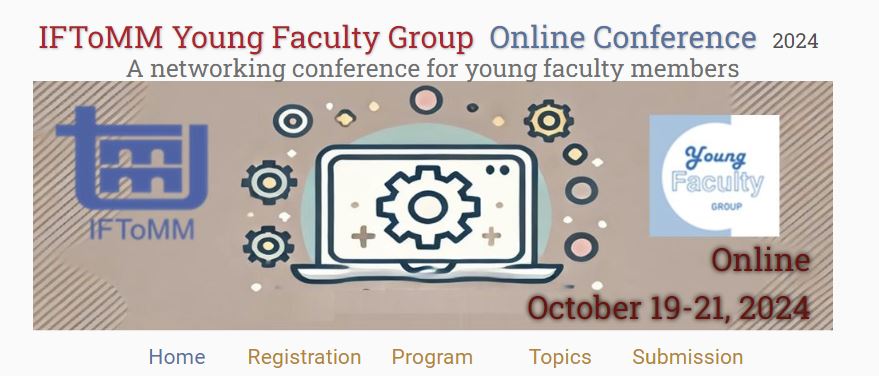 IFToMM Young Faculty Group Online Conference 2024
A networking conference for young faculty members
IFToMM
Young
Faculty
GROUP
Online
October 19-21, 2024
Home Registration Program Topics Submission